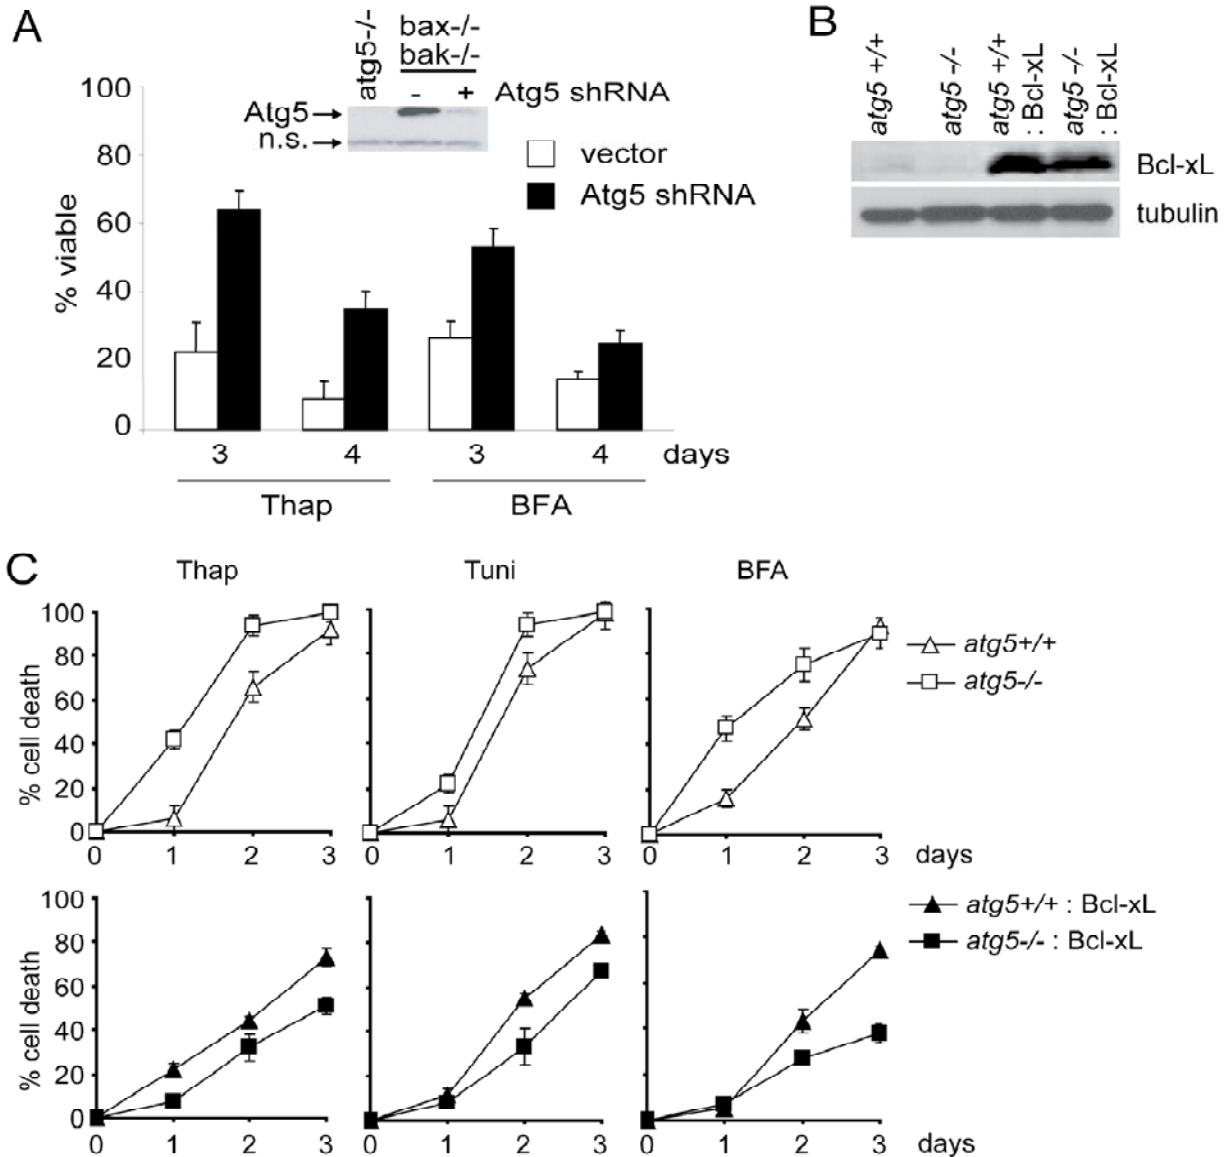 A
atg5-/-
bax-/-
bak-/-
- + Atg5 shRNA
Atg5
n.s.
vector
Atg5 shRNA
% viable
100
80
60
40
20
0
3 4 3 4 days
Thap BFA
B
atg5 +/+
atg5 -/-
atg5 +/+
: Bcl-xL
atg5 -/-
: Bcl-xL
Bcl-xL
tubulin
C
Thap Tuni BFA
% cell death
100
80
60
40
20
0
0 1 2 3 0 1 2 3 0 1 2 3 days
atg5+/+
atg5-/-
% cell death
100
80
60
40
20
0
0 1 2 3 0 1 2 3 0 1 2 3 days
atg5+/+ : Bcl-xL
atg5-/- : Bcl-xL